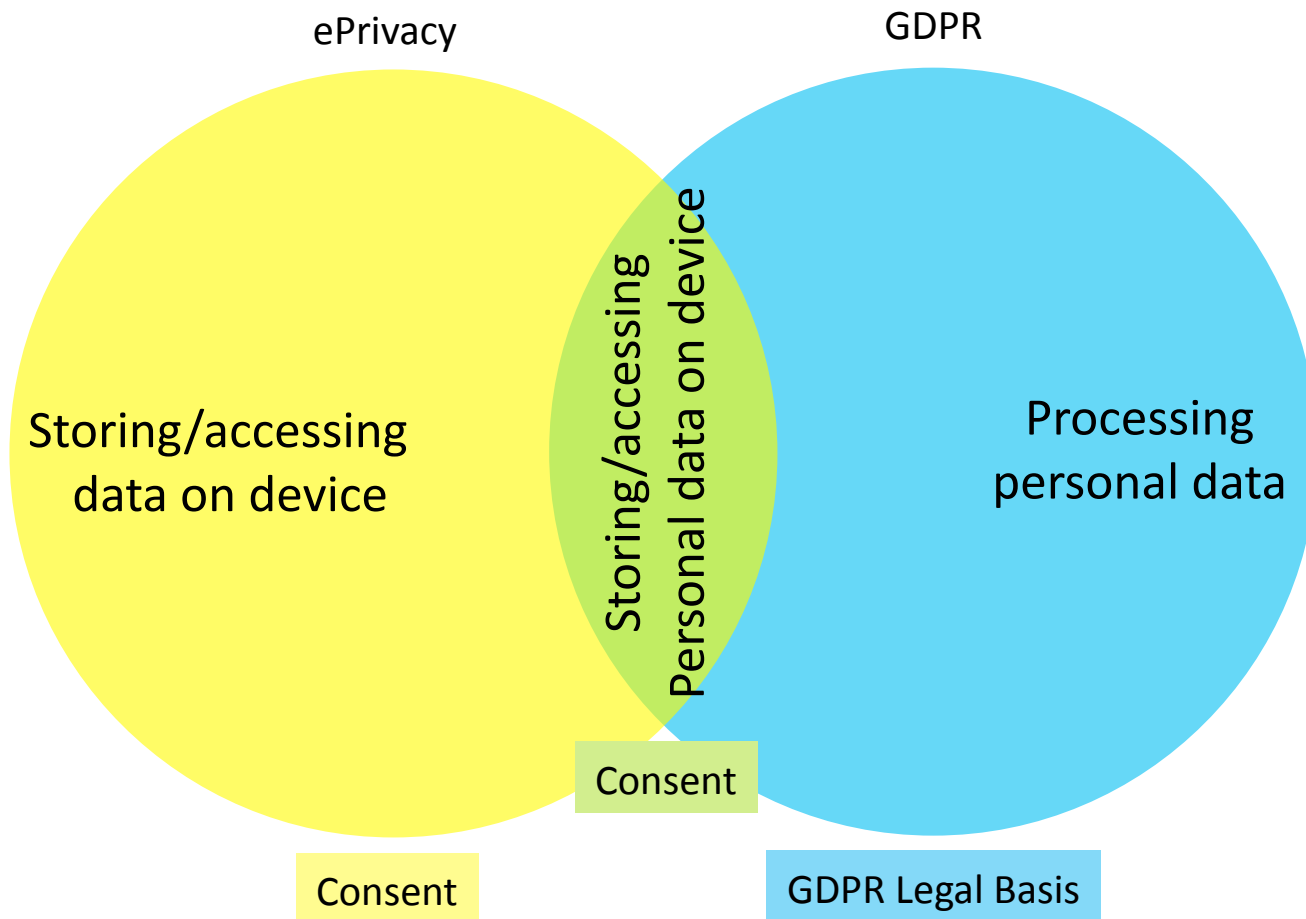 ePrivacy
GDPR
Storing/accessing
data on device
Storing/accessing
Personal data on device
Processing
personal data
Consent
Consent
GDPR Legal Basis